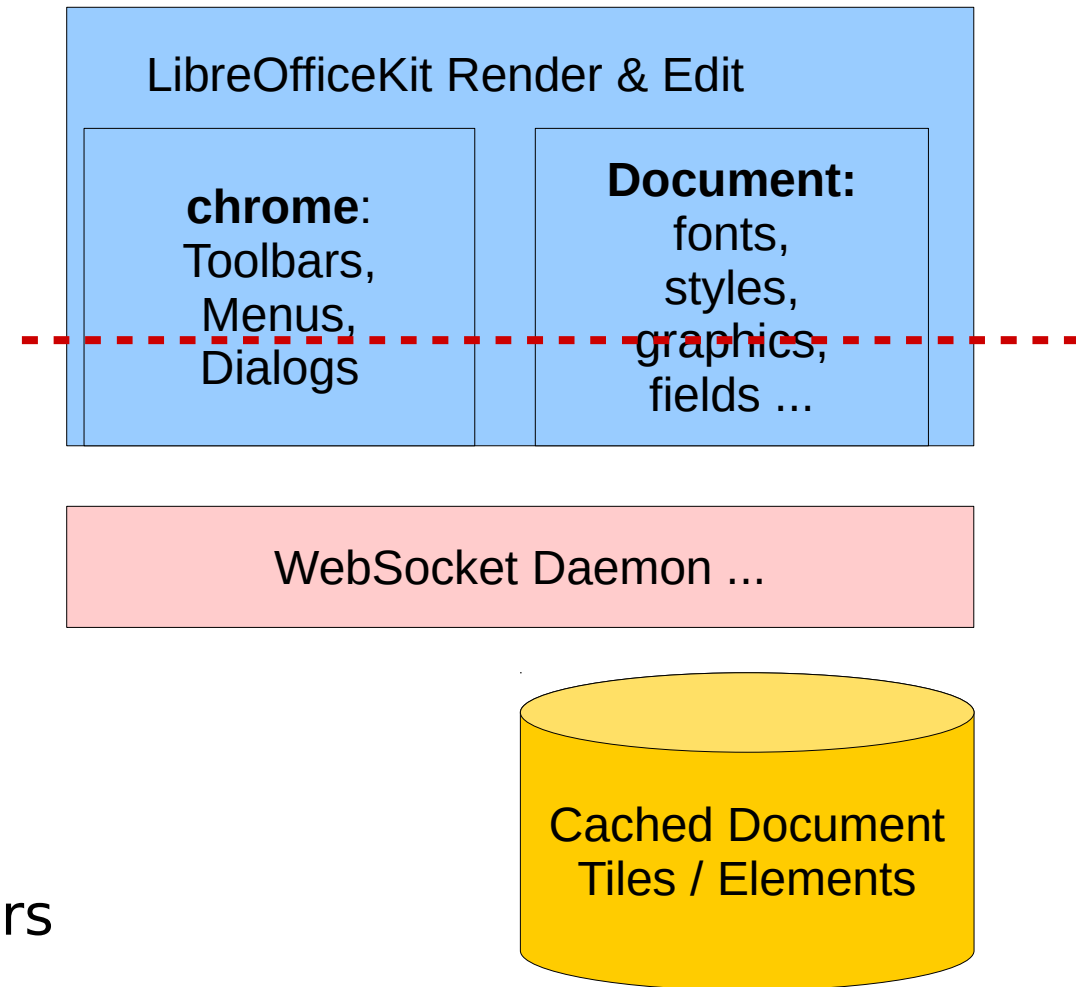 LibreOfficeKit Render & Edit
chrome:
Toolbars,
Menus,
Dialogs
Document:
fonts,
styles,
graphics,
fields ...
WebSocket Daemon ...
Cached Document
Tiles / Elements
rs